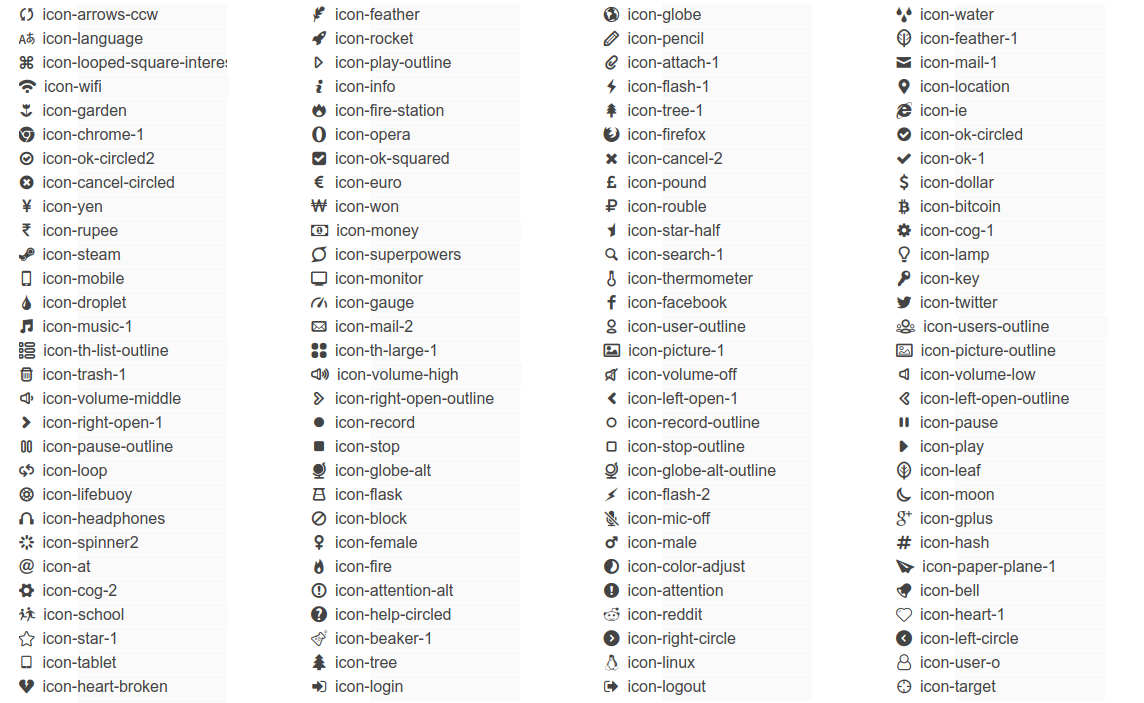 icon-arrows-ccw icon-feather icon-globe icon-water
icon-language icon-rocket icon-pencil icon-feather-1
icon-looped-square-interes icon-play-outline icon-attach-1 icon-mail-1
icon-wifi icon-info icon-flash-1 icon-location
icon-garden icon-fire-station icon-tree-1 icon-ie
icon-chrome-1 icon-opera icon-firefox icon-ok-circled
icon-ok-circled2 icon-ok-squared icon-cancel-2 icon-ok-1
icon-cancel-circled icon-euro icon-pound icon-dollar
icon-yen icon-won icon-rouble icon-bitcoin
icon-rupee icon-money icon-star-half icon-cog-1
icon-steam icon-superpowers icon-search-1 icon-lamp
icon-mobile icon-monitor icon-thermometer icon-key
icon-droplet icon-gauge icon-facebook icon-twitter
icon-music-1 icon-mail-2 icon-user-outline icon-users-outline
icon-th-list-outline icon-th-large-1 icon-picture-1 icon-picture-outline
icon-trash-1 icon-volume-high icon-volume-off icon-volume-low
icon-volume-middle icon-right-open-outline icon-left-open-1 icon-left-open-outline
icon-right-open-1 icon-record icon-record-outline icon-pause
icon-pause-outline icon-stop icon-stop-outline icon-play
icon-loop icon-globe-alt icon-globe-alt-outline icon-leaf
icon-lifebuoy icon-flask icon-flash-2 icon-moon
icon-headphones icon-block icon-mic-off icon-gplus
icon-spinner2 icon-female icon-male icon-hash
icon-at icon-fire icon-color-adjust icon-paper-plane-1
icon-cog-2 icon-attention-alt icon-attention icon-bell
icon-school icon-help-circled icon-reddit icon-heart-1
icon-star-1 icon-beaker-1 icon-right-circle icon-left-circle
icon-tablet icon-tree icon-linux icon-user-o
icon-heart-broken icon-login icon-logout icon-target